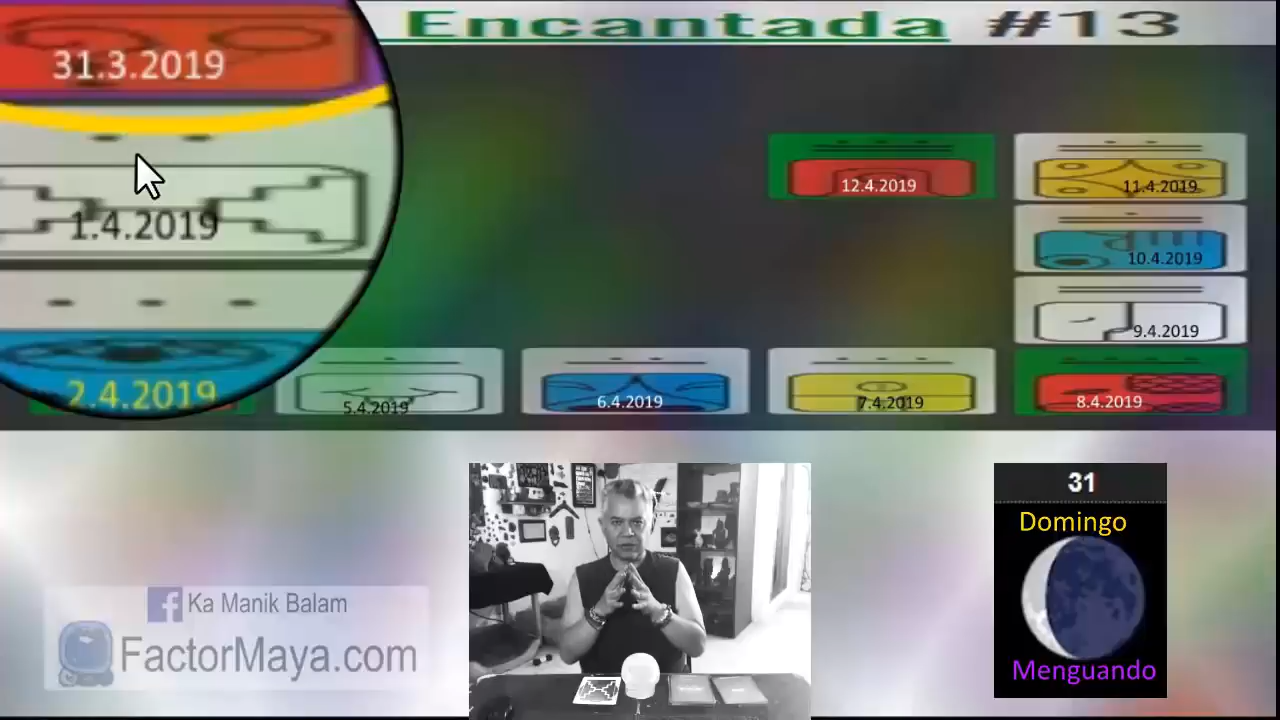 Encantada #13
31.3.2019
1.4.2019
2.4.2019
12.4.2019
11.4.2019
10.4.2019
9.4.2019
5.4.2019
6.4.2019
7.4.2019
8.4.2019
31
Domingo
Menguando
Ka Manik Balam
FactorMaya.com